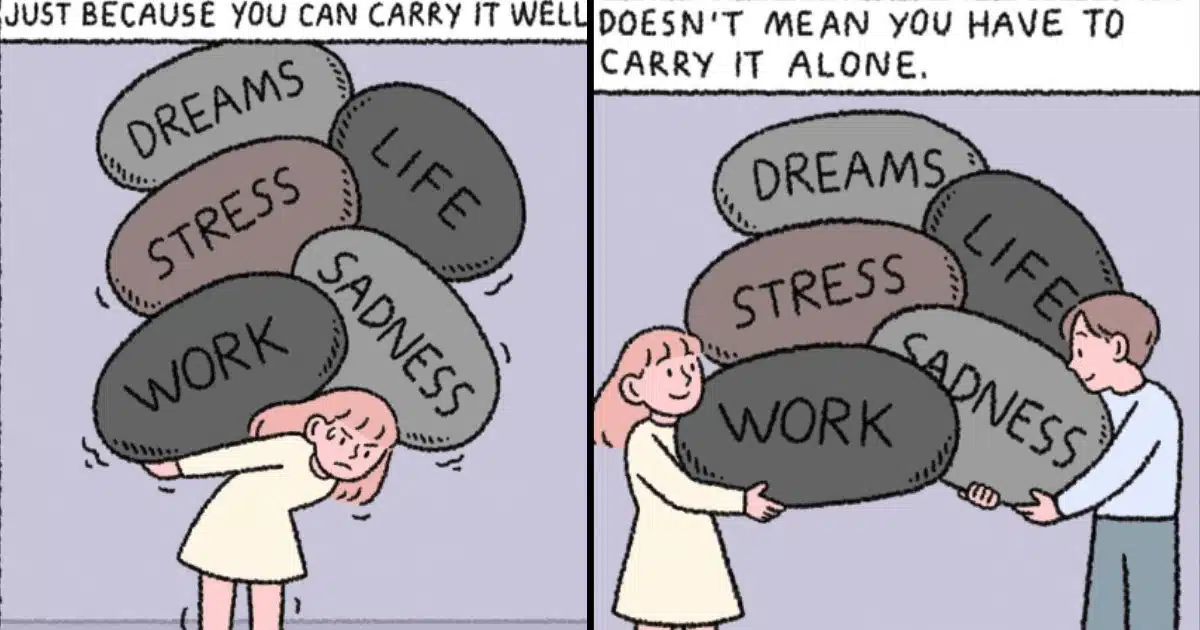 JUST BECAUSE YOU CAN CARRY IT WELL
DREAMS
LIFE
STRESS
SADNESS
WORK
DOESN'T MEAN YOU HAVE TO
CARRY IT ALONE.
DREAMS
LIFE
STRESS
SADNESS
WORK